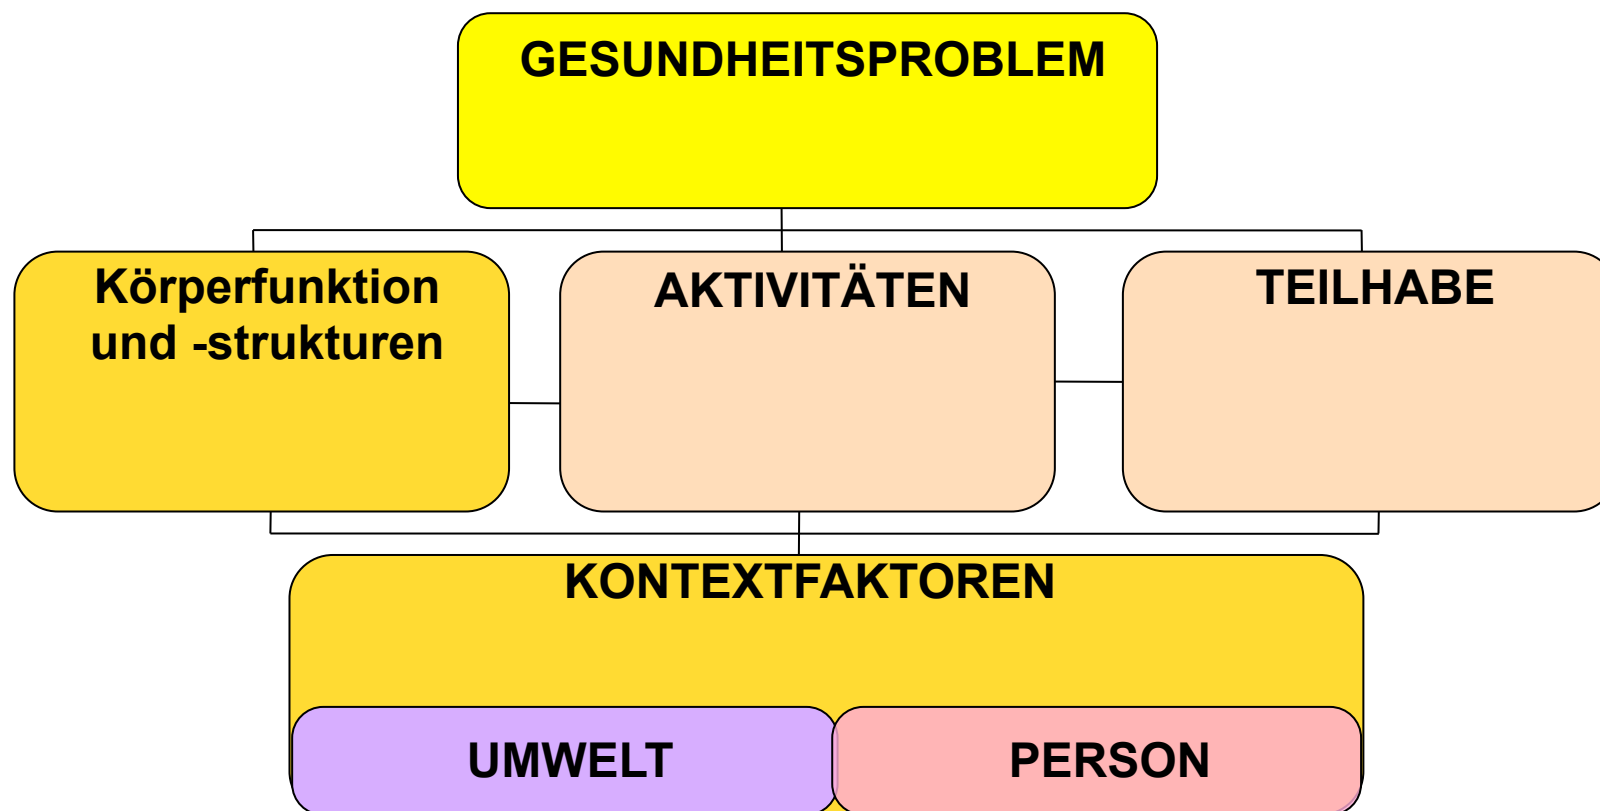 GESUNDHEITSPROBLEM
Körperfunktion
und -strukturen
AKTIVITÄTEN
TEILHABE
KONTEXTFAKTOREN
UMWELT
PERSON